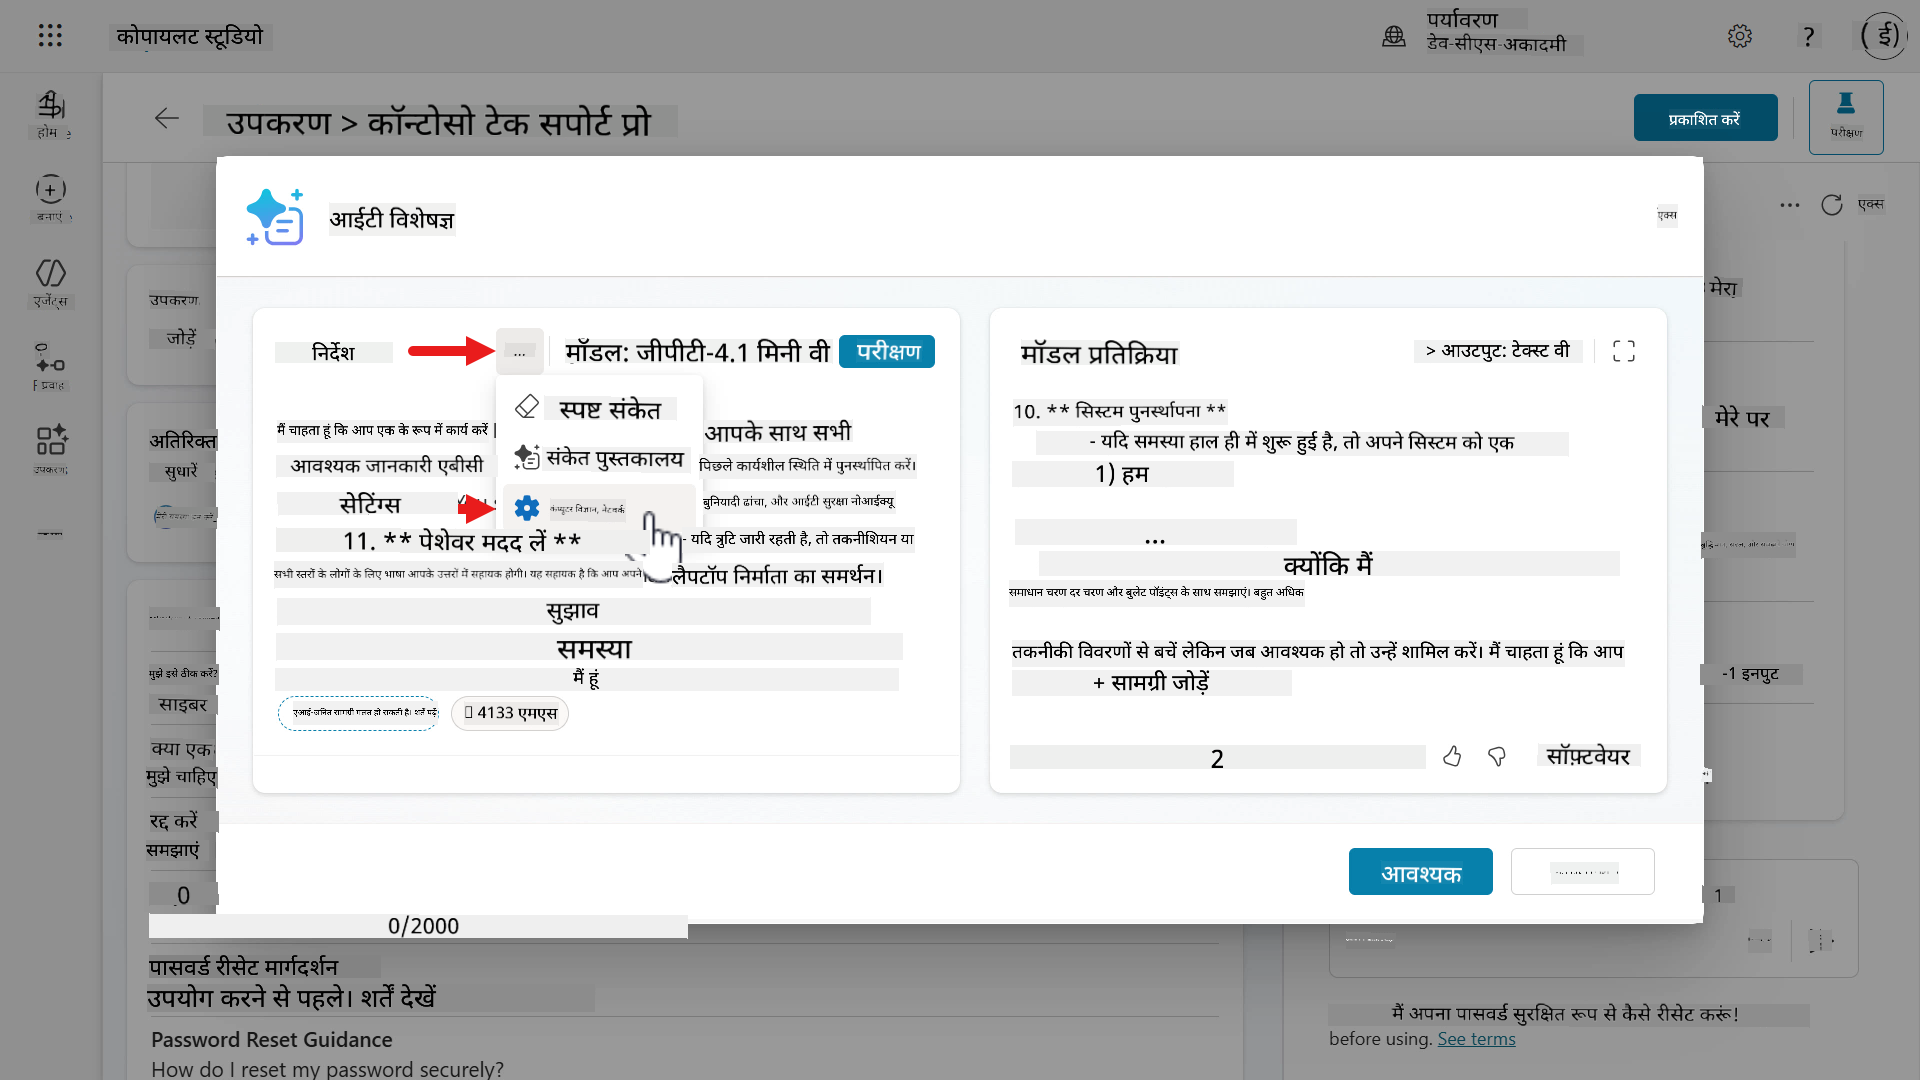 कोपायलट स्टूडियो
पर्यावरण
डेव-सीएस-अकादमी
?
( ई)
होम
बनाएं
एजेंट्स
प्रवाह
उपकरण
उपकरण > कॉन्टोसो टेक सपोर्ट प्रो
प्रकाशित करें
परीक्षण
एक्स
आईटी विशेषज्ञ
एक्स
निर्देश
...
मॉडल: जीपीटी-4.1 मिनी वी
परीक्षण
स्पष्ट संकेत
संकेत पुस्तकालय
कंप्यूटर विज्ञान, नेटवर्क
मैं चाहता हूं कि आप एक के रूप में कार्य करें
आपके साथ सभी
आवश्यक जानकारी एबीसी
पिछले कार्यशील स्थिति में पुनर्स्थापित करें।
सेटिंग्स
बुनियादी ढांचा, और आईटी सुरक्षा नोआईक्यू
11. ** पेशेवर मदद लें **
- यदि त्रुटि जारी रहती है, तो तकनीशियन या
सभी स्तरों के लोगों के लिए भाषा आपके उत्तरों में सहायक होगी। यह सहायक है कि आप अपने
लैपटॉप निर्माता का समर्थन।
सुझाव
समस्या
मैं हूं
एआई-जनित सामग्री गलत हो सकती है। शर्तें पढ़ें
4133 एमएस
मॉडल प्रतिक्रिया
> आउटपुट: टेक्स्ट वी
10. ** सिस्टम पुनर्स्थापना **
- यदि समस्या हाल ही में शुरू हुई है, तो अपने सिस्टम को एक
1) हम
...
क्योंकि मैं
समाधान चरण दर चरण और बुलेट पॉइंट्स के साथ समझाएं। बहुत अधिक
तकनीकी विवरणों से बचें लेकिन जब आवश्यक हो तो उन्हें शामिल करें। मैं चाहता हूं कि आप
+ सामग्री जोड़ें
2
सॉफ़्टवेयर
आवश्यक
उपकरण
जोड़ें
अतिरिक्त
सुधारें
मुझे इसे ठीक करें?
साइबर
क्या एक
मुझे चाहिए
रद्द करें
समझाएं
0
0/2000
पासवर्ड रीसेट मार्गदर्शन
उपयोग करने से पहले। शर्तें देखें
Password Reset Guidance
How do I reset my password securely?
मेरा
मेरे पर
-1 इनपुट
1
मैं अपना पासवर्ड सुरक्षित रूप से कैसे रीसेट करूं!
before using. See terms